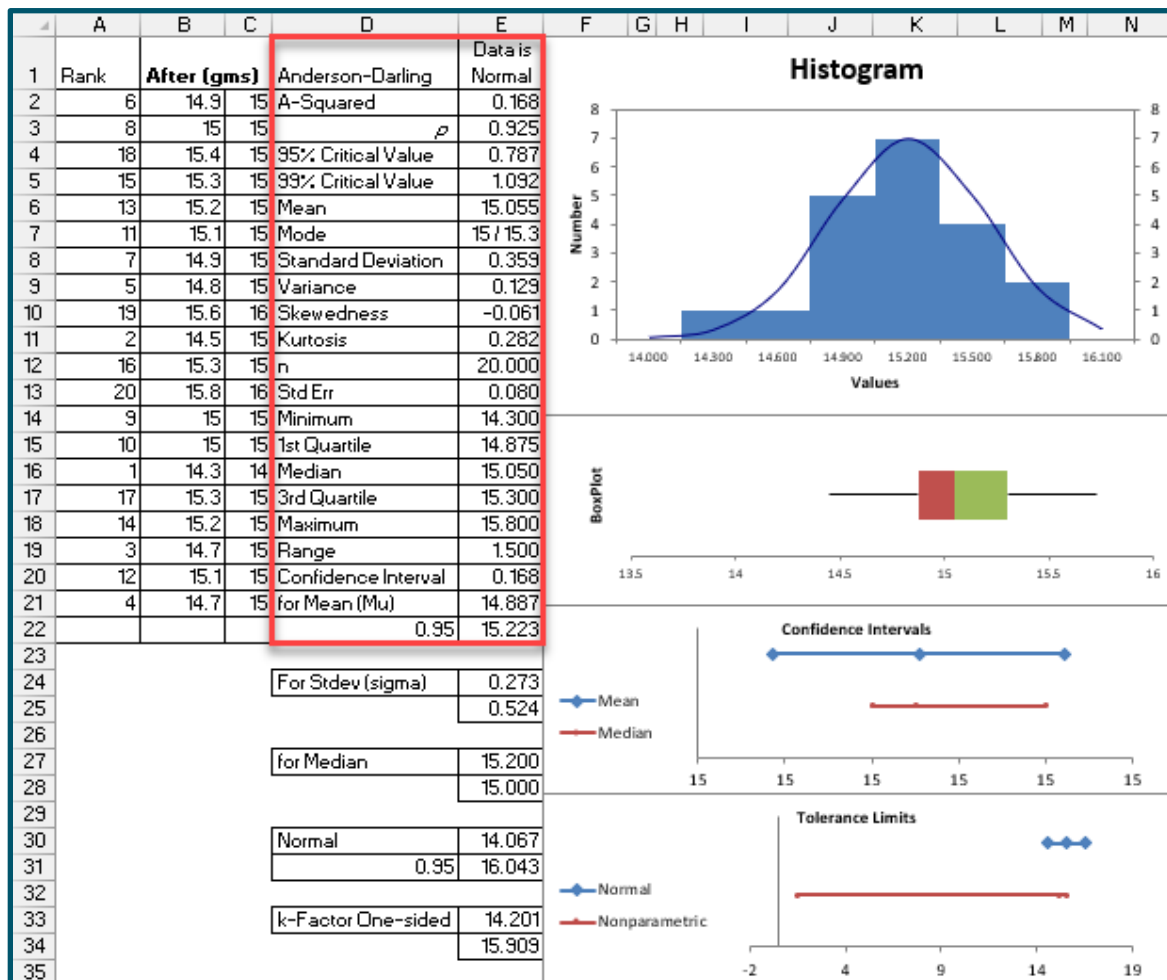 A B C D E F G H I J K L M N
Data is
1 Rank After (gms) Anderson-Darling Normal
2 6 14.9 15 A-Squared 0.168
3 8 15 15 p 0.925
4 18 15.4 15 95% Critical Value 0.787
5 15 15.3 15 99% Critical Value 1.092
6 13 15.2 15 Mean 15.055
7 11 15.1 15 Mode 15 / 15.3
8 7 14.9 15 Standard Deviation 0.359
9 5 14.8 15 Variance 0.129
10 19 15.6 16 Skewedness -0.061
11 2 14.5 15 Kurtosis 0.282
12 16 15.3 15 n 20.000
13 20 15.8 16 Std Err 0.080
14 9 15 15 Minimum 14.300
15 10 15 15 1st Quartile 14.875
16 1 14.3 14 Median 15.050
17 17 15.3 15 3rd Quartile 15.300
18 14 15.2 15 Maximum 15.800
19 3 14.7 15 Range 1.500
20 12 15.1 15 Confidence Interval 0.168
21 4 14.7 15 for Mean (Mu) 14.887
22 0.95 15.223
23
24 For Stdev (sigma) 0.273
25 0.524
26
27 for Median 15.200
28 15.000
29
30 Normal 14.067
31 0.95 16.043
32
33 k-Factor One-sided 14.201
34 15.909
35
Histogram
8 8
7 7
6 6
5 5
4 4
3 3
2 2
1 1
0 0
Number
14.000 14.300 14.600 14.900 15.200 15.500 15.800 16.100
Values
BoxPlot
13.5 14 14.5 15 15.5 16
Confidence Intervals
Mean
Median
15 15 15 15 15 15
Tolerance Limits
Normal
Nonparametric
-2 4 9 14 19